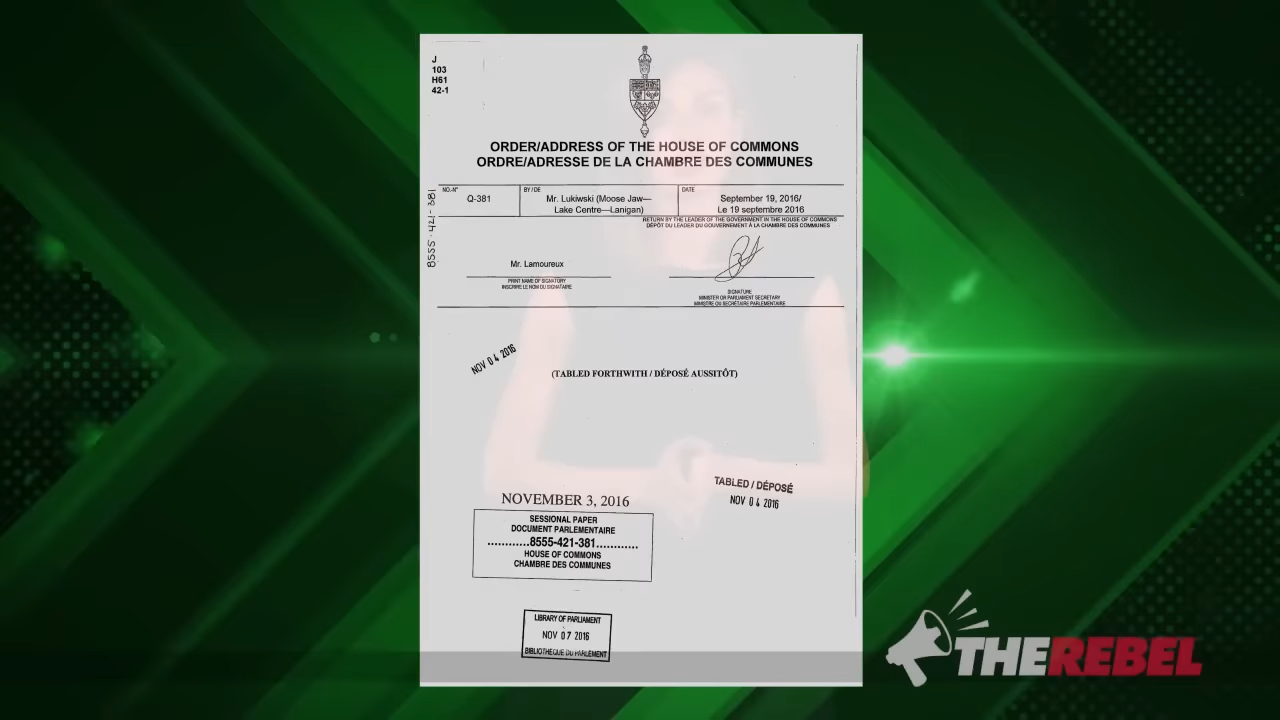 J
103
H61
42-1
ORDER/ADDRESS OF THE HOUSE OF COMMONS
ORDRE/ADRESSE DE LA CHAMBRE DES COMMUNES
NO.-N°
Q-381
BY / DE
Mr. Lukiwski (Moose Jaw—
Lake Centre—Lanigan)
DATE
September 19, 2016/
Le 19 septembre 2016
RETURN BY THE LEADER OF THE GOVERNMENT IN THE HOUSE OF COMMONS
DÉPÔT DU LEADER DU GOUVERNEMENT À LA CHAMBRE DES COMMUNES
8555-421-381
Mr. Lamoureux
PRINT NAME OF SIGNATORY
INSCRIRE LE NOM DU SIGNATAIRE
SIGNATURE
MINISTER OR PARLIAMENT SECRETARY
MINISTRE OU SECRÉTAIRE PARLEMENTAIRE
NOV 04 2016
(TABLED FORTHWITH / DÉPOSÉ AUSSITÔT)
TABLED / DÉPOSÉ
NOV 04 2016
NOVEMBER 3, 2016
SESSIONAL PAPER
DOCUMENT PARLEMENTAIRE
............8555-421-381............
HOUSE OF COMMONS
CHAMBRE DES COMMUNES
LIBRARY OF PARLIAMENT
NOV 07 2016
BIBLIOTHEQUE DU PARLEMENT
THEREBEL